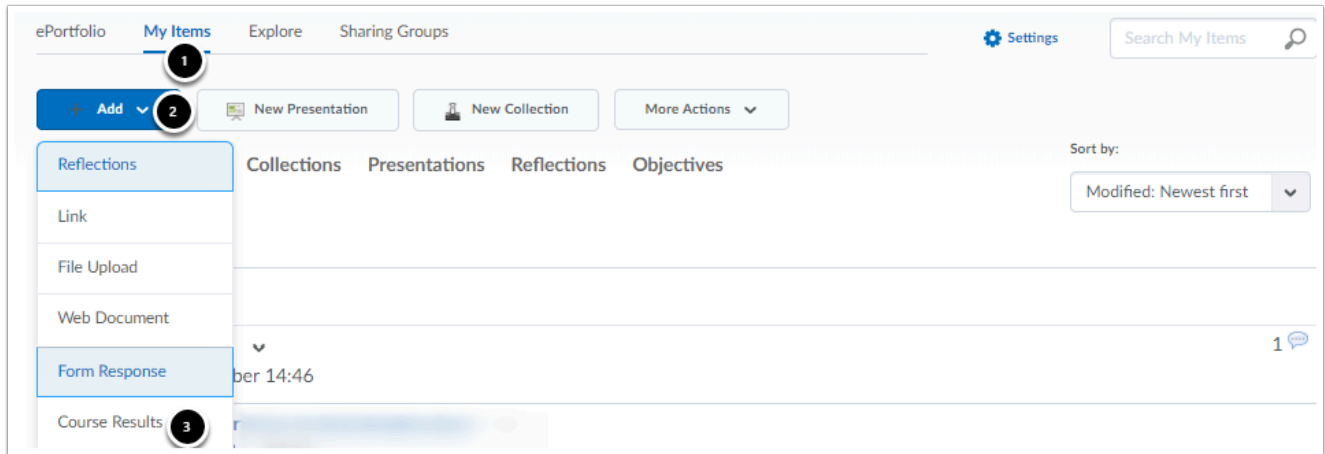 ePortfolio My Items Explore Sharing Groups Settings Search My Items
1
Add 2 New Presentation New Collection More Actions
Reflections Collections Presentations Reflections Objectives Sort by:
Modified: Newest first
Link
File Upload
Web Document
1
Form Response ber 14:46
Course Results 3 r